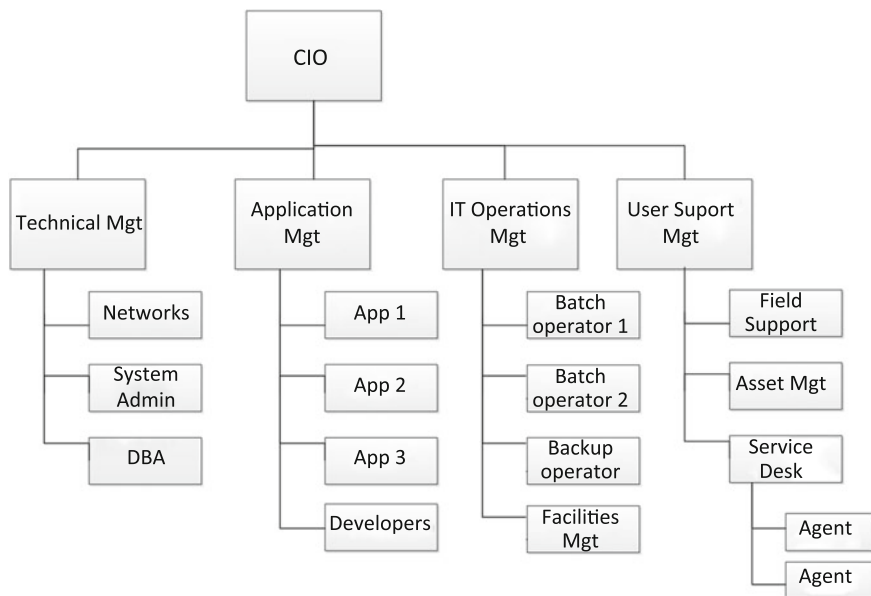 CIO
Technical Mgt
Application
Mgt
IT Operations
Mgt
User Suport
Mgt
Networks
System
Admin
DBA
App 1
App 2
App 3
Developers
Batch
operator 1
Batch
operator 2
Backup
operator
Facilities
Mgt
Field
Support
Asset Mgt
Service
Desk
Agent
Agent